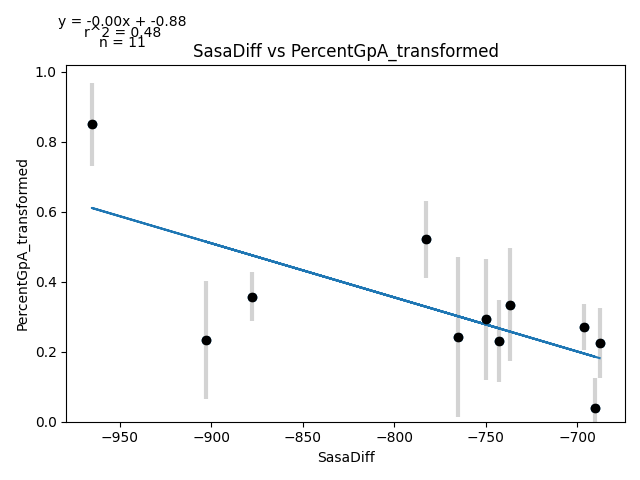 y = -0.00x + -0.88
r^2 = 0.48
n = 11
SasaDiff vs PercentGpA_transformed
1.0
0.8
0.6
0.4
0.2
0.0
PercentGpA_transformed
−950 −900 −850 −800 −750 −700
SasaDiff